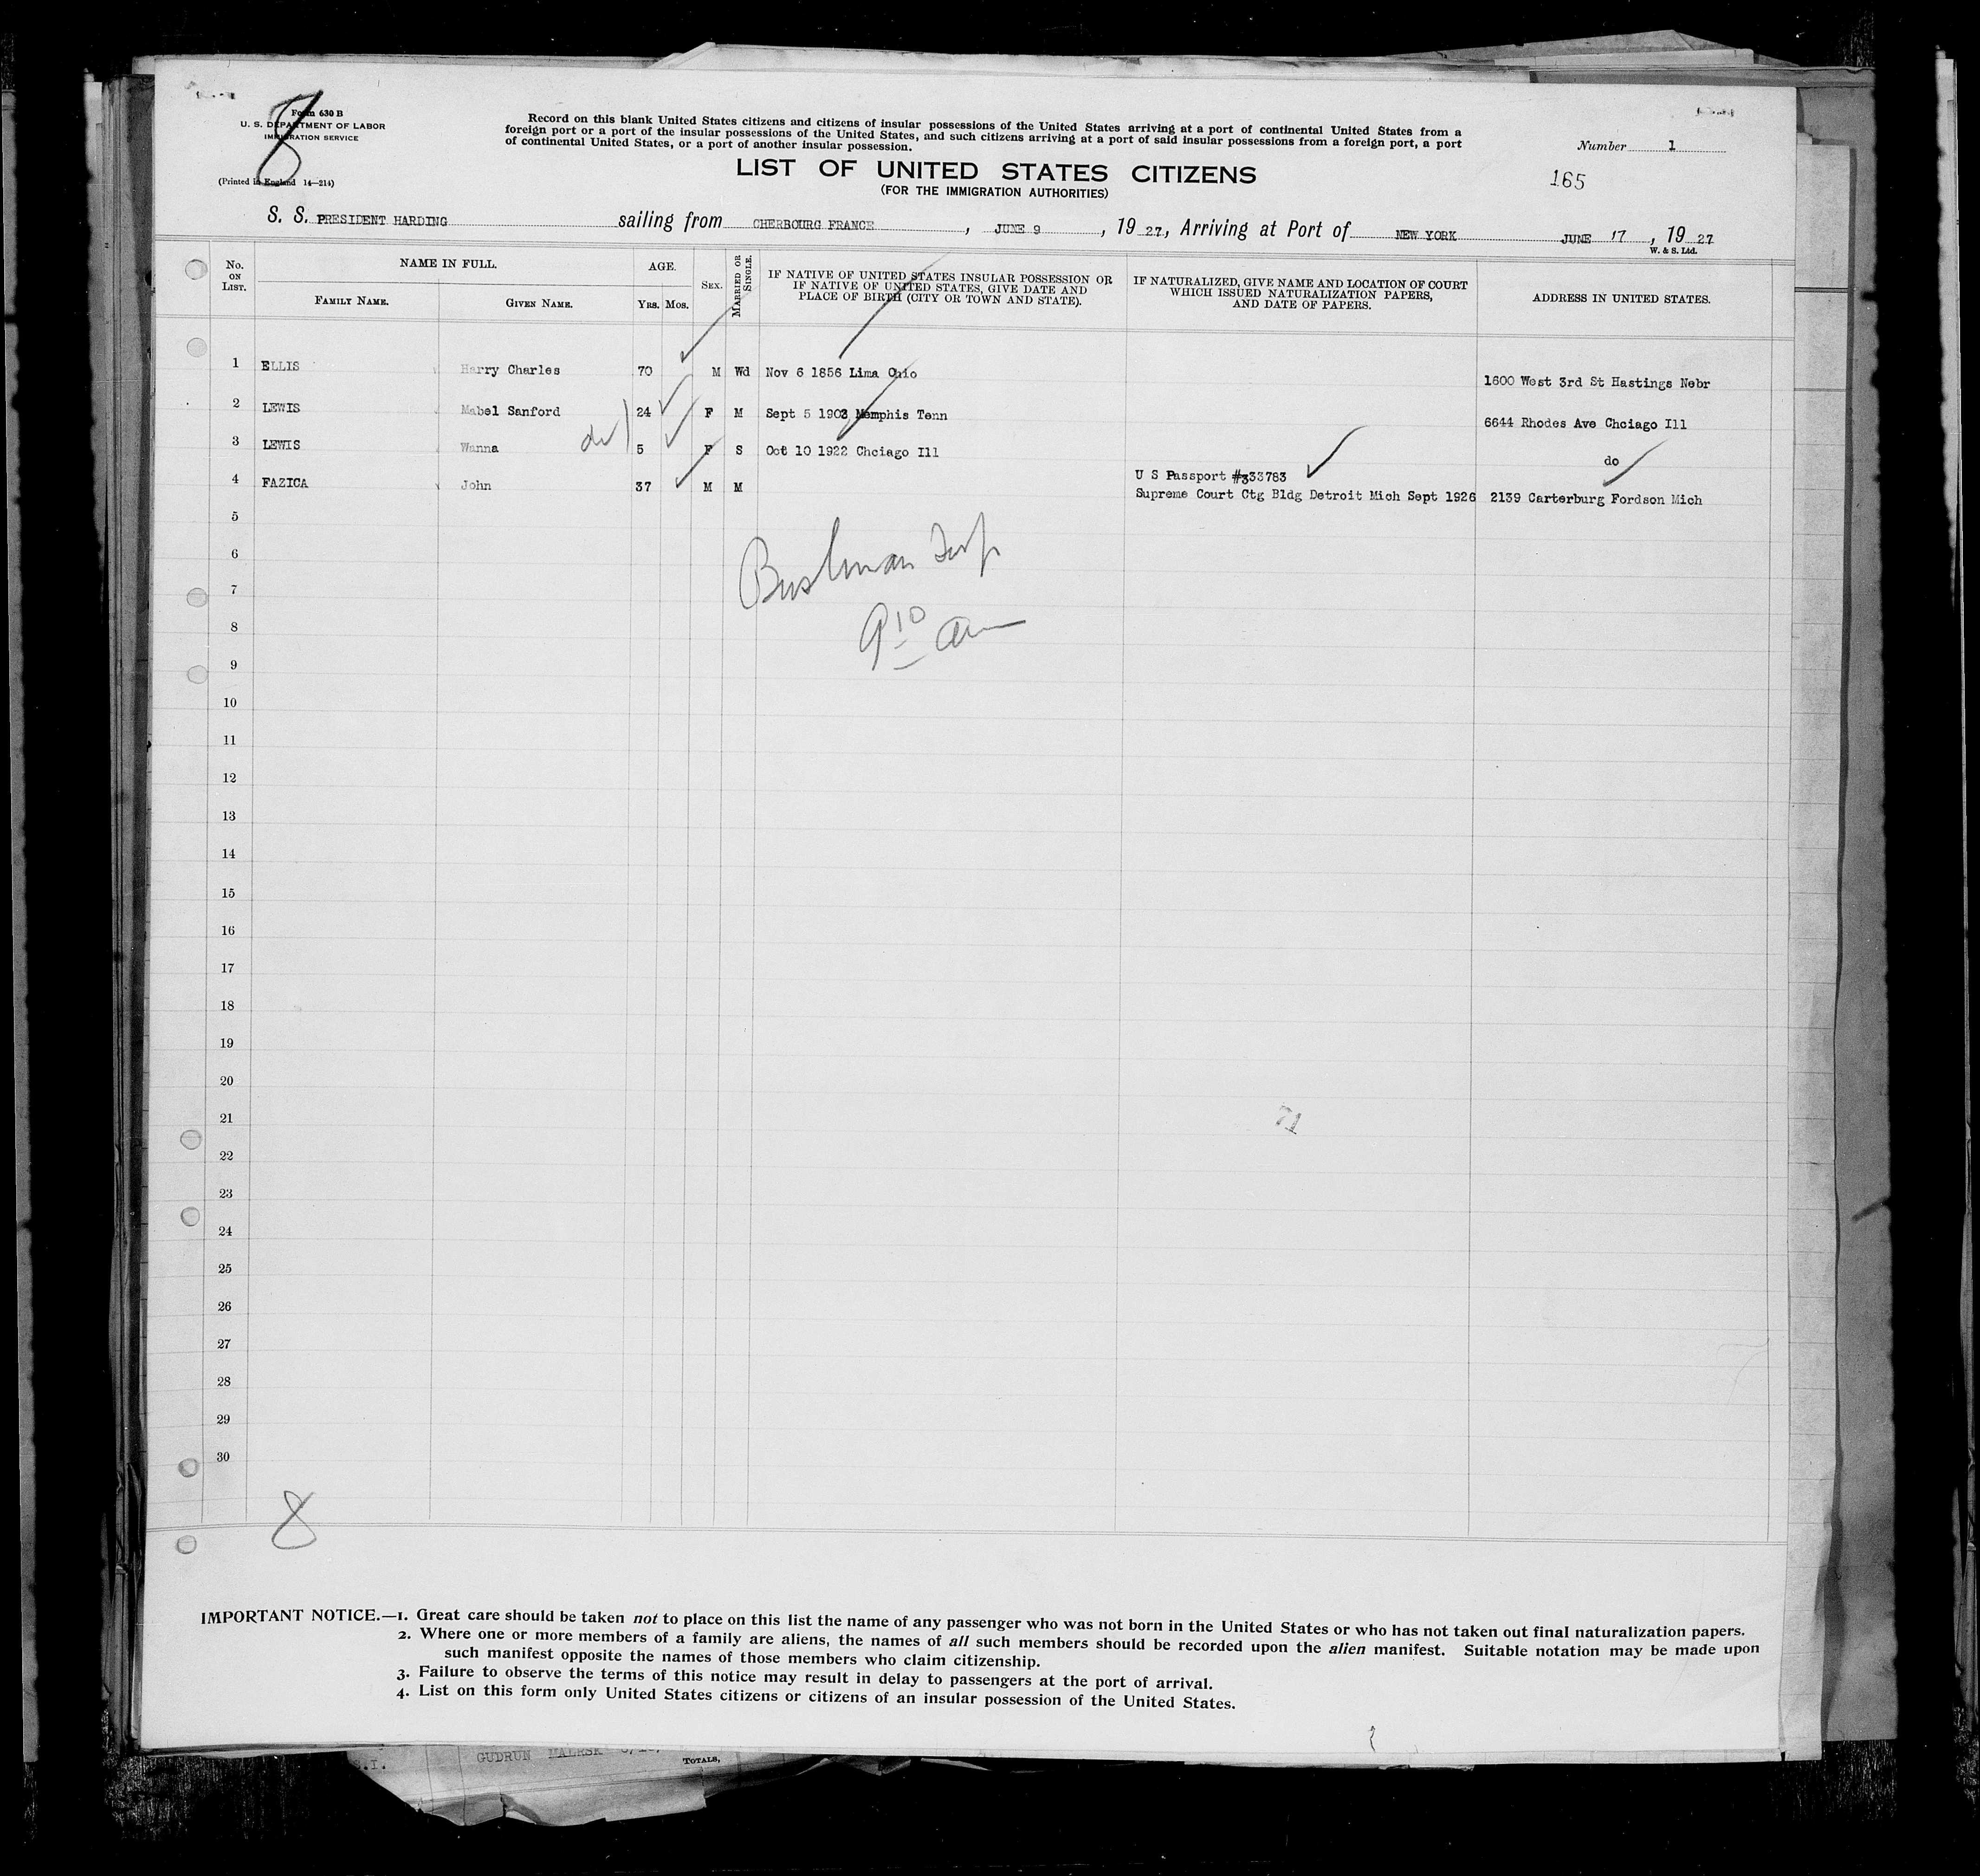 Form 630 B
U. S. DEPARTMENT OF LABOR
IMMIGRATION SERVICE
(Printed in England 14—214)
8
Record on this blank United States citizens and citizens of insular possessions of the United States arriving at a port of continental United States from a
foreign port or a port of the insular possessions of the United States, and such citizens arriving at a port of said insular possessions from a foreign port, a port
of continental United States, or a port of another insular possession.
Number 1
165
LIST OF UNITED STATES CITIZENS
(FOR THE IMMIGRATION AUTHORITIES)
S. S. PRESIDENT HARDING sailing from CHERBOURG FRANCE, JUNE 9, 19 27, Arriving at Port of NEW YORK JUNE 17, 19 27
W. & S. Ltd.
No. ON LIST. NAME IN FULL. AGE. SEX. MARRIED OR SINGLE. IF NATIVE OF UNITED STATES INSULAR POSSESSION OR IF NATIVE OF UNITED STATES, GIVE DATE AND PLACE OF BIRTH (CITY OR TOWN AND STATE). IF NATURALIZED, GIVE NAME AND LOCATION OF COURT WHICH ISSUED NATURALIZATION PAPERS, AND DATE OF PAPERS. ADDRESS IN UNITED STATES.
FAMILY NAME. GIVEN NAME. YRS. MOS.
1 ELLIS Harry Charles 70 M Wd Nov 6 1856 Lima Ohio 1600 West 3rd St Hastings Nebr
2 LEWIS Mabel Sanford 24 F M Sept 5 1903 Memphis Tenn 6644 Rhodes Ave Chciago Ill
3 LEWIS Wanna 5 F S Oct 10 1922 Chciago Ill do
4 FAZICA John 37 M M U S Passport #333783
Supreme Court Ctg Bldg Detroit Mich Sept 1926 2139 Carterburg Fordson Mich
5
6
Bushman Insp
7
8
9 10 am
9
10
11
12
13
14
15
16
17
18
19
20
21
71
22
23
24
25
26
27
28
29
30
8
IMPORTANT NOTICE.—1. Great care should be taken not to place on this list the name of any passenger who was not born in the United States or who has not taken out final naturalization papers.
2. Where one or more members of a family are aliens, the names of all such members should be recorded upon the alien manifest. Suitable notation may be made upon
such manifest opposite the names of those members who claim citizenship.
3. Failure to observe the terms of this notice may result in delay to passengers at the port of arrival.
4. List on this form only United States citizens or citizens of an insular possession of the United States.
GUDRUN
TOTALS,